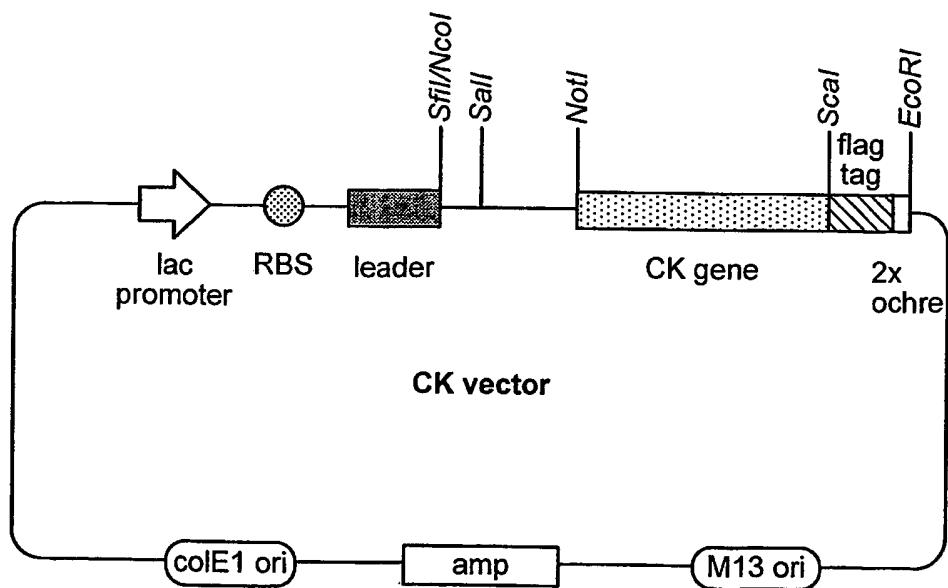 SfiI/NcoI
SalI
NotI
ScaI
EcoRI
flag
tag
lac
promoter
RBS
leader
CK gene
2x
ochre
CK vector
colE1 ori
amp
M13 ori